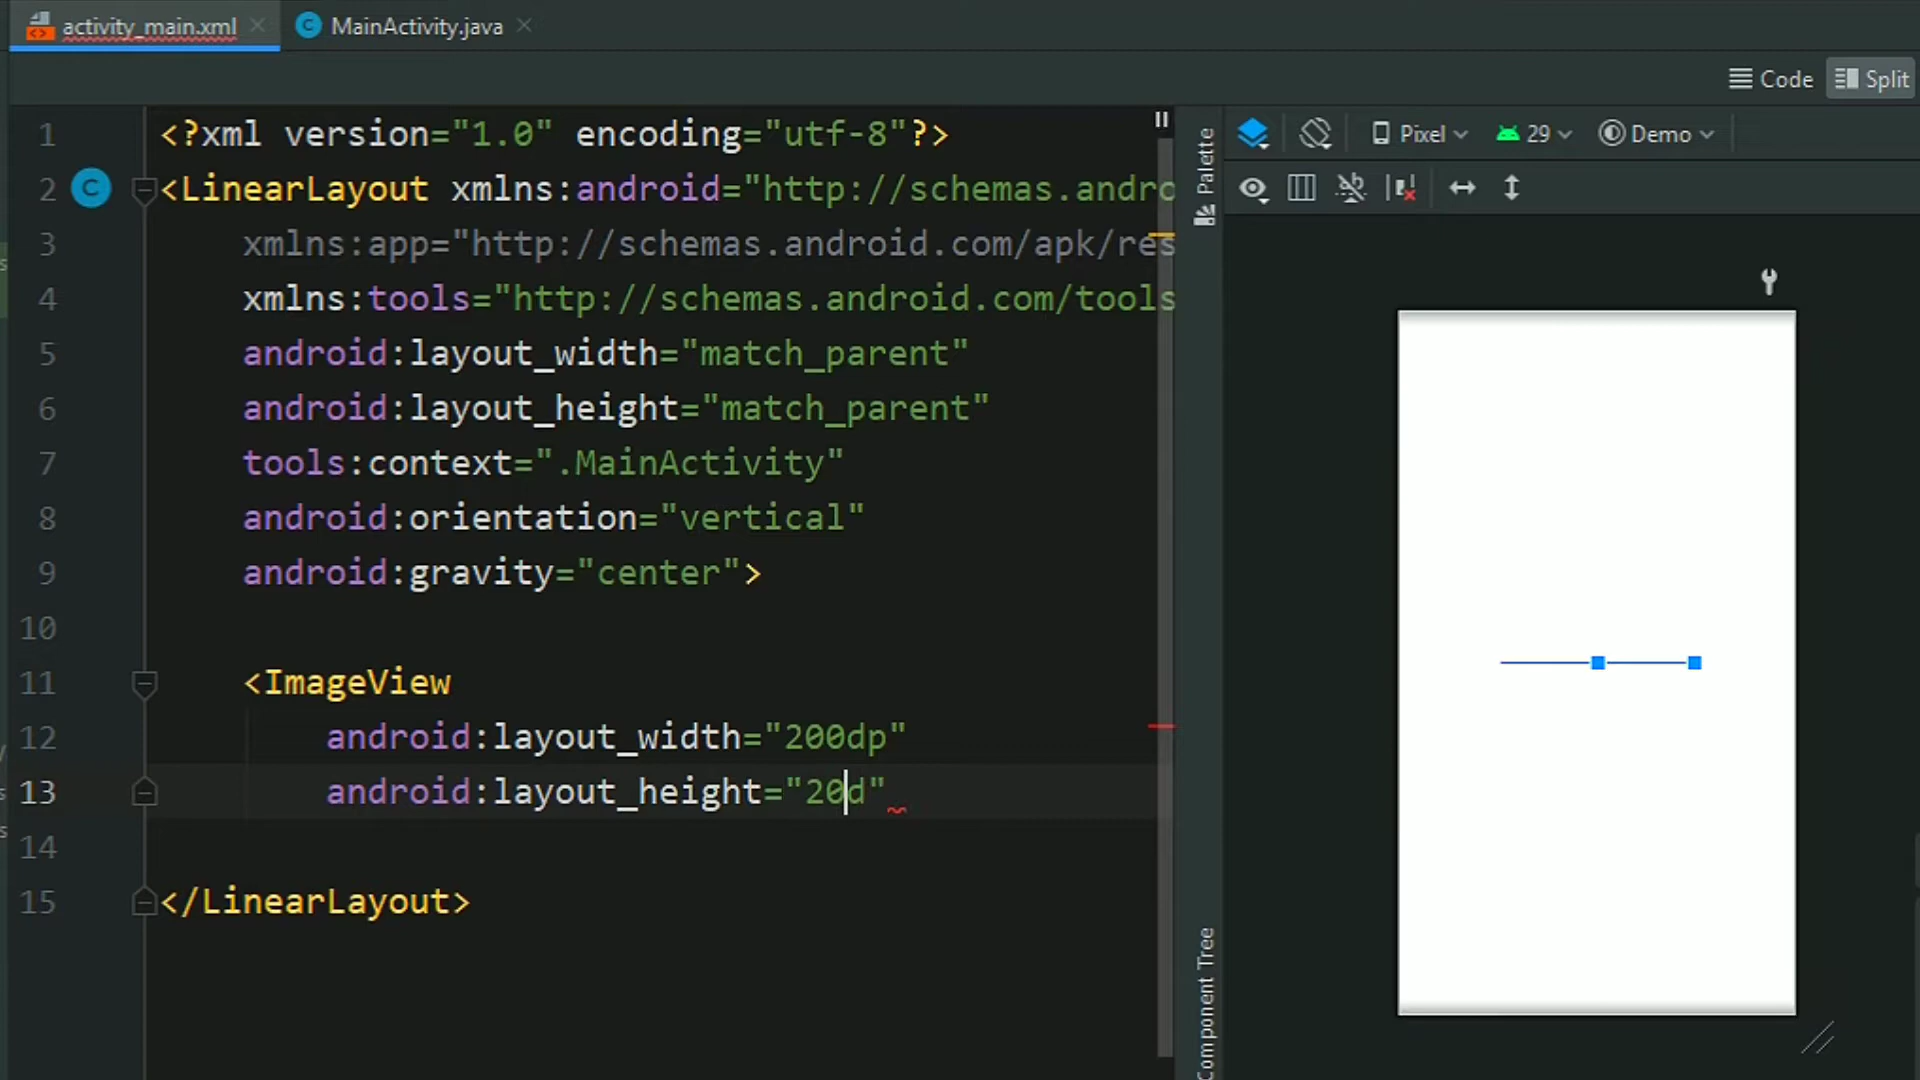 activity_main.xml
MainActivity.java
Code
Split
1 <?xml version="1.0" encoding="utf-8"?>
2 <LinearLayout xmlns:android="http://schemas.andro
3 xmlns:app="http://schemas.android.com/apk/res
4 xmlns:tools="http://schemas.android.com/tools
5 android:layout_width="match_parent"
6 android:layout_height="match_parent"
7 tools:context=".MainActivity"
8 android:orientation="vertical"
9 android:gravity="center">
10
11 <ImageView
12 android:layout_width="200dp"
13 android:layout_height="20d"
14
15 </LinearLayout>
Palette
Component Tree
Pixel
29
Demo